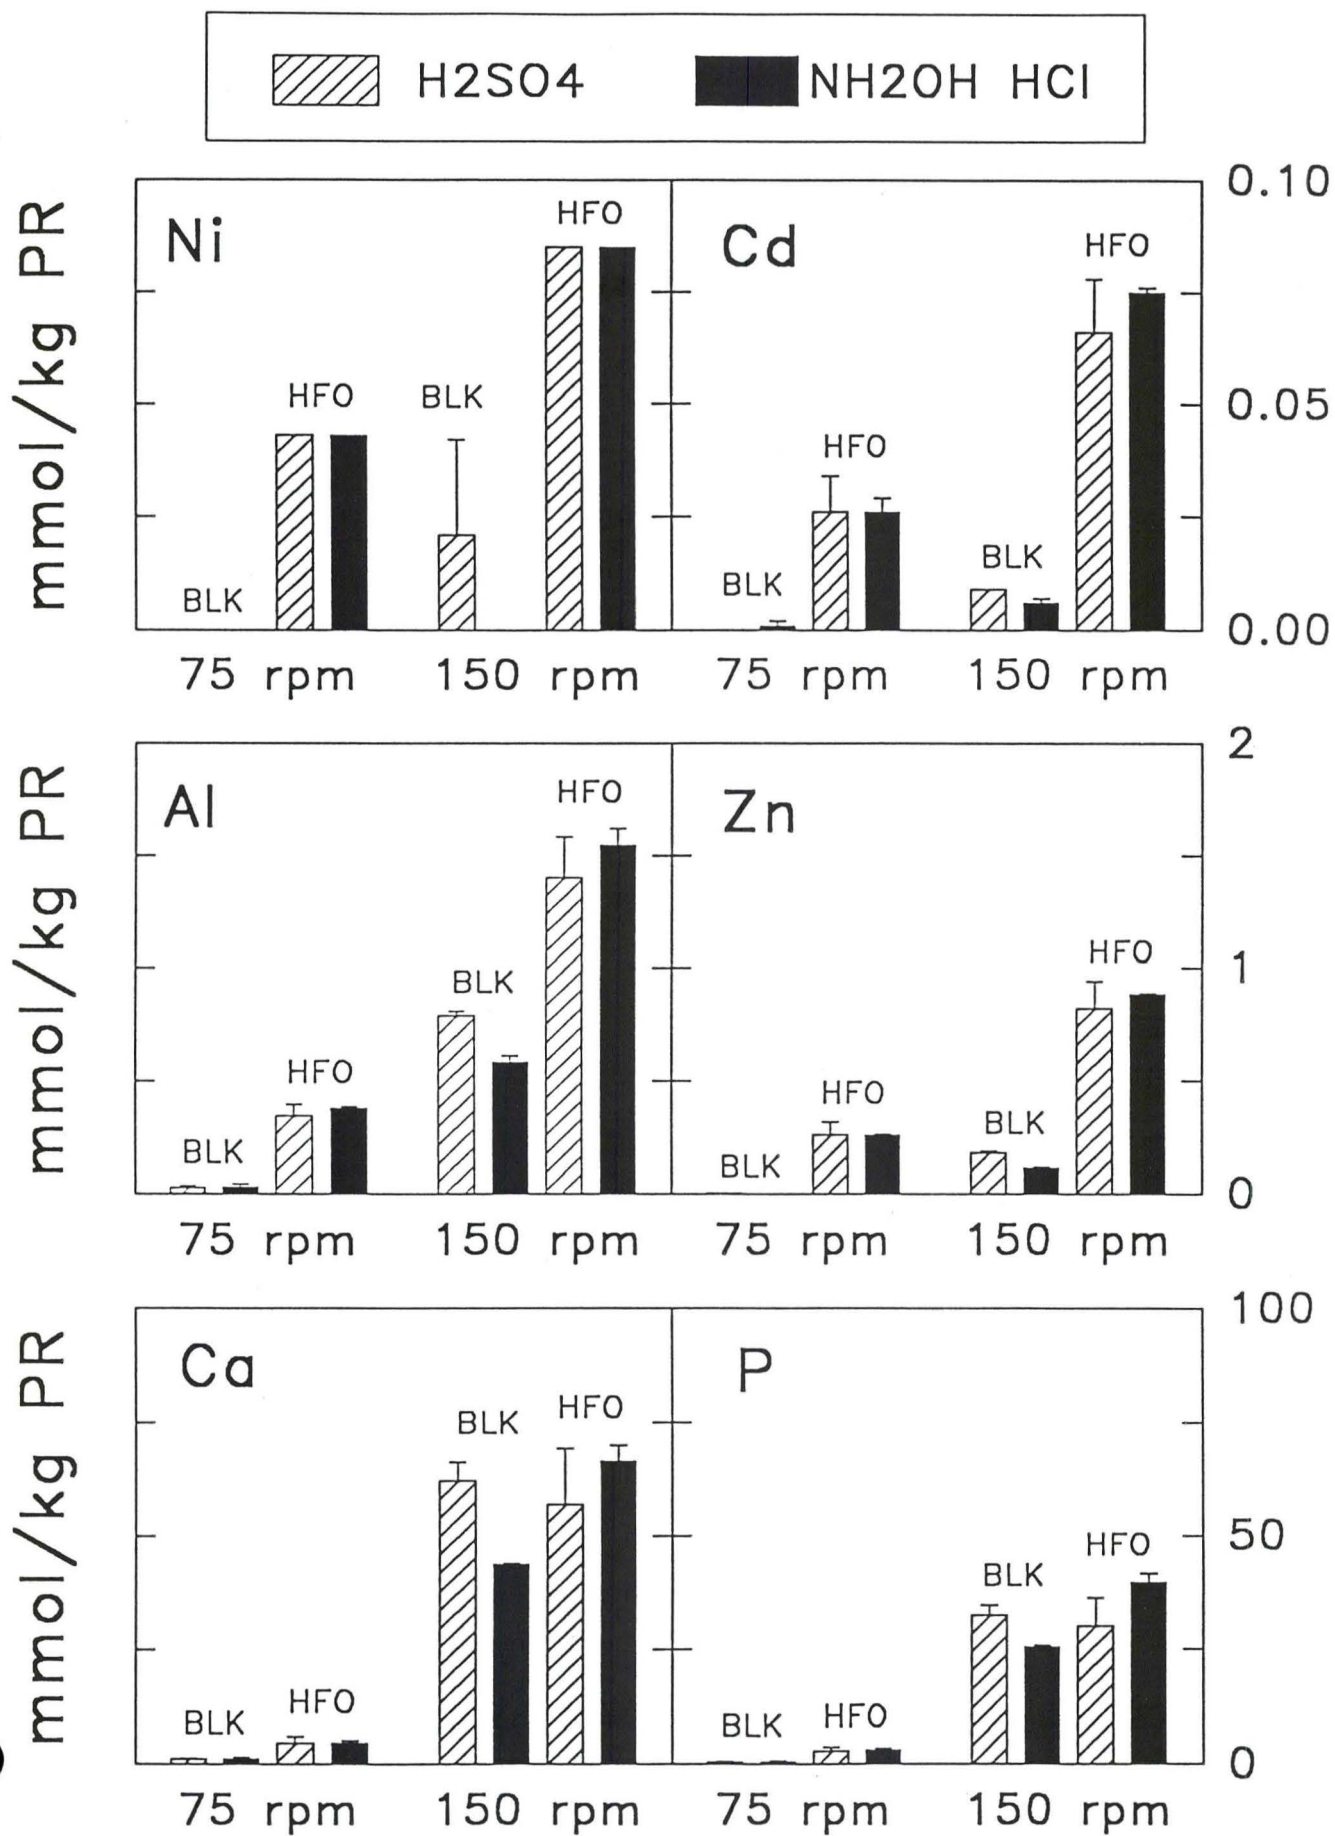 H2SO4 NH2OH HCl
mmol/kg PR
Ni
BLK
HFO
BLK
HFO
75 rpm 150 rpm
Cd
BLK
HFO
BLK
HFO
75 rpm 150 rpm
0.10
0.05
0.00
mmol/kg PR
Al
BLK
HFO
BLK
HFO
75 rpm 150 rpm
Zn
BLK
HFO
BLK
HFO
75 rpm 150 rpm
2
1
0
mmol/kg PR
Ca
BLK
HFO
BLK
HFO
75 rpm 150 rpm
P
BLK
HFO
BLK
HFO
75 rpm 150 rpm
100
50
0